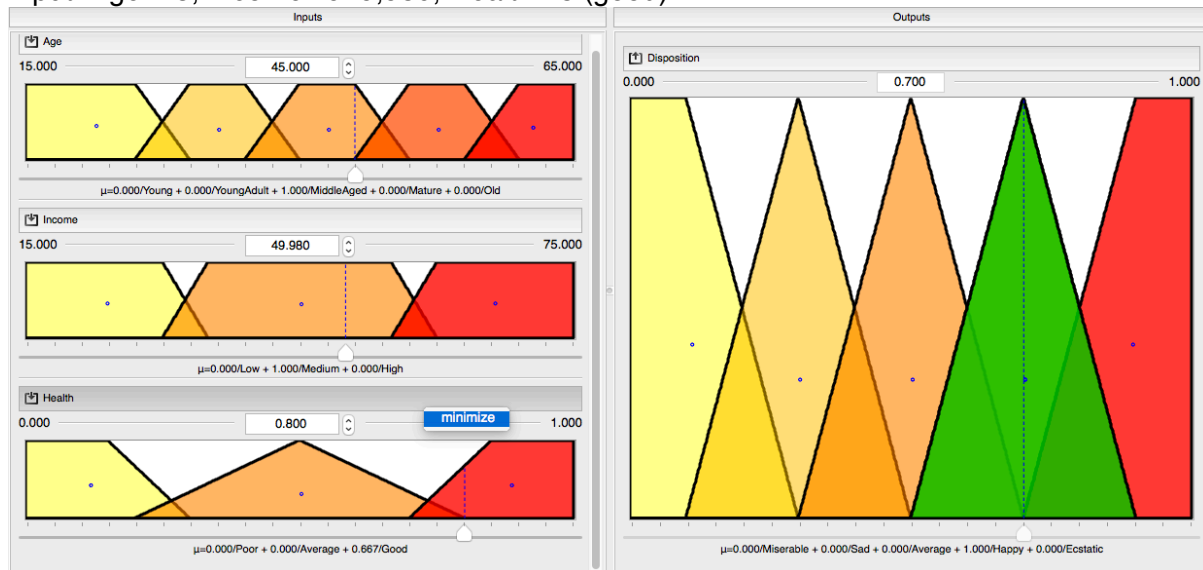 Inputs
Outputs
Age
15.000 45.000 65.000
μ=0.000/Young + 0.000/YoungAdult + 1.000/MiddleAged + 0.000/Mature + 0.000/Old
Income
15.000 49.980 75.000
μ=0.000/Low + 1.000/Medium + 0.000/High
Health
minimize
0.000 0.800 1.000
μ=0.000/Poor + 0.000/Average + 0.667/Good
Disposition
0.000 0.700 1.000
μ=0.000/Miserable + 0.000/Sad + 0.000/Average + 1.000/Happy + 0.000/Ecstatic